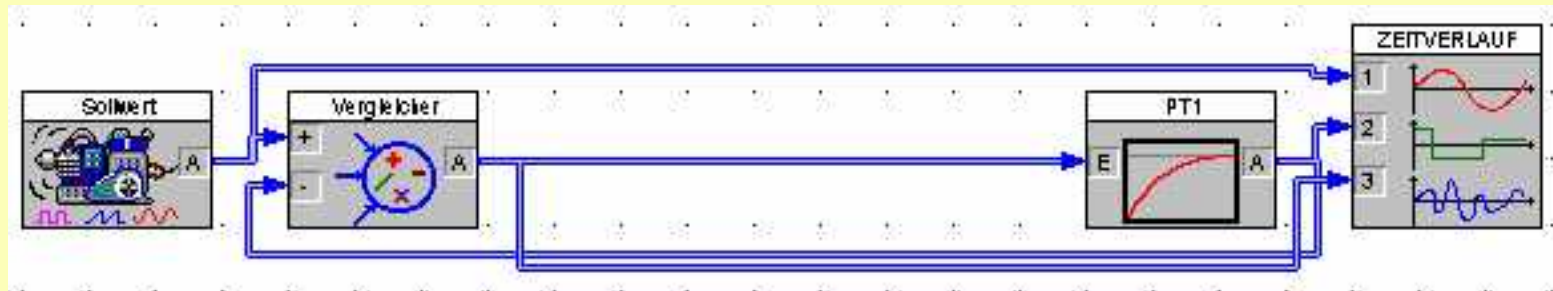 Sollwert
A
Vergleicher
+
-
A
PT1
E
A
ZEITVERLAUF
1
2
3